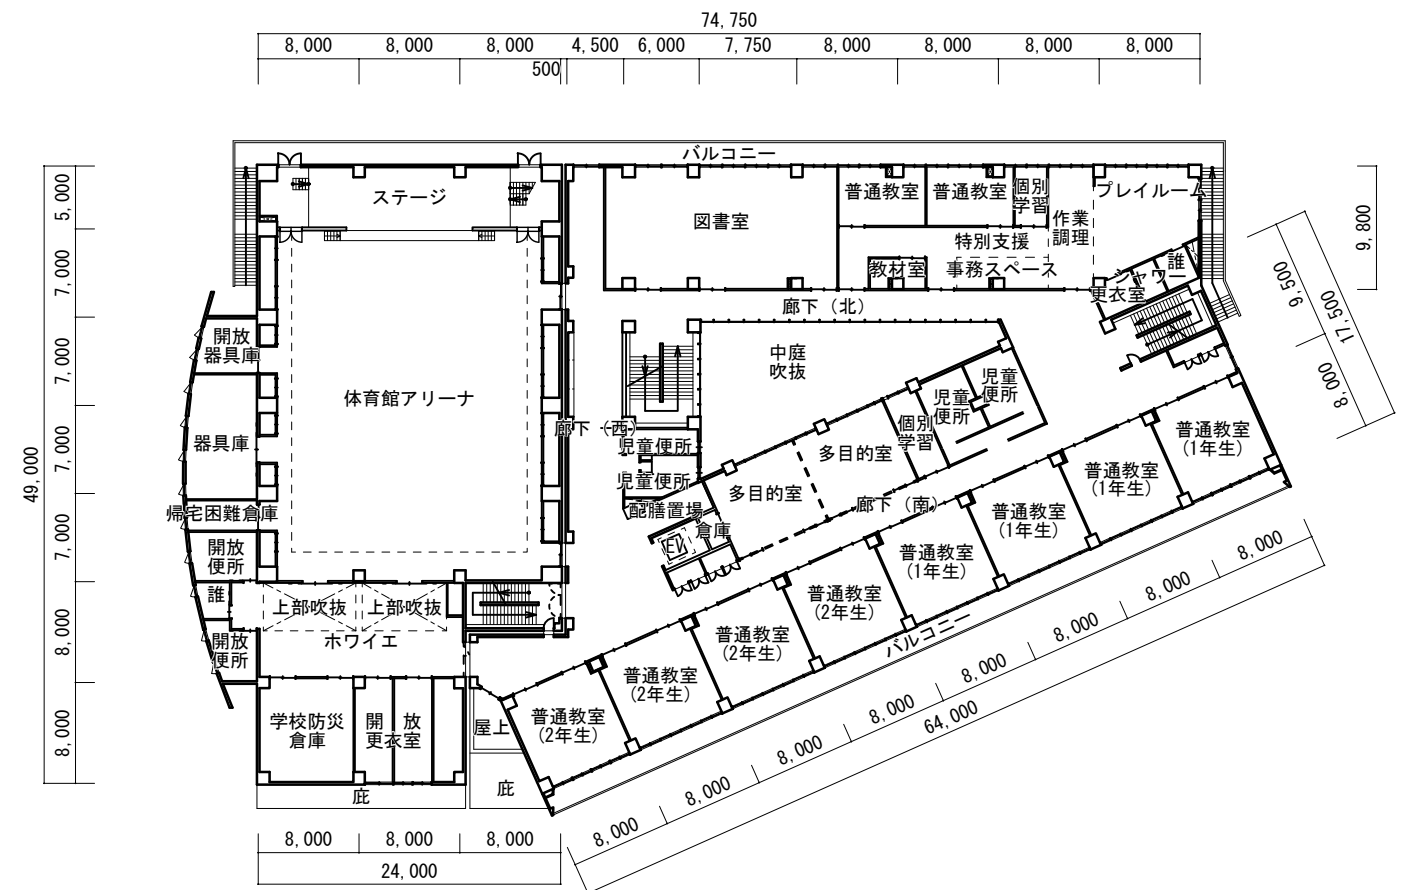 74,750
8,000
8,000
8,000
4,500
6,000
7,750
8,000
8,000
8,000
8,000
500
バルコニー
5,000
7,000
7,000
7,000
7,000
8,000
8,000
49,000
ステージ
図書室
普通教室
普通教室
個別
学習
作業
調理
プレイルーム
特別支援
教材室
事務スペース
シャワー
誰
更衣室
廊下（北）
9,800
9,500
17,500
8,000
開放
器具庫
体育館アリーナ
中庭
吹抜
児童
便所
児童
便所
個別
学習
器具庫
廊下（西）
児童便所
児童便所
多目的室
多目的室
普通教室
(1年生)
普通教室
(1年生)
普通教室
(1年生)
普通教室
(1年生)
帰宅困難倉庫
配膳置場
倉庫
EV
廊下（南）
開放
便所
誰
上部吹抜
上部吹抜
ホワイエ
開放
便所
普通教室
(2年生)
普通教室
(2年生)
普通教室
(2年生)
普通教室
(2年生)
バルコニー
学校防災
倉庫
開放
更衣室
屋上
庇
庇
8,000
8,000
8,000
24,000
8,000
8,000
8,000
8,000
8,000
8,000
8,000
8,000
64,000